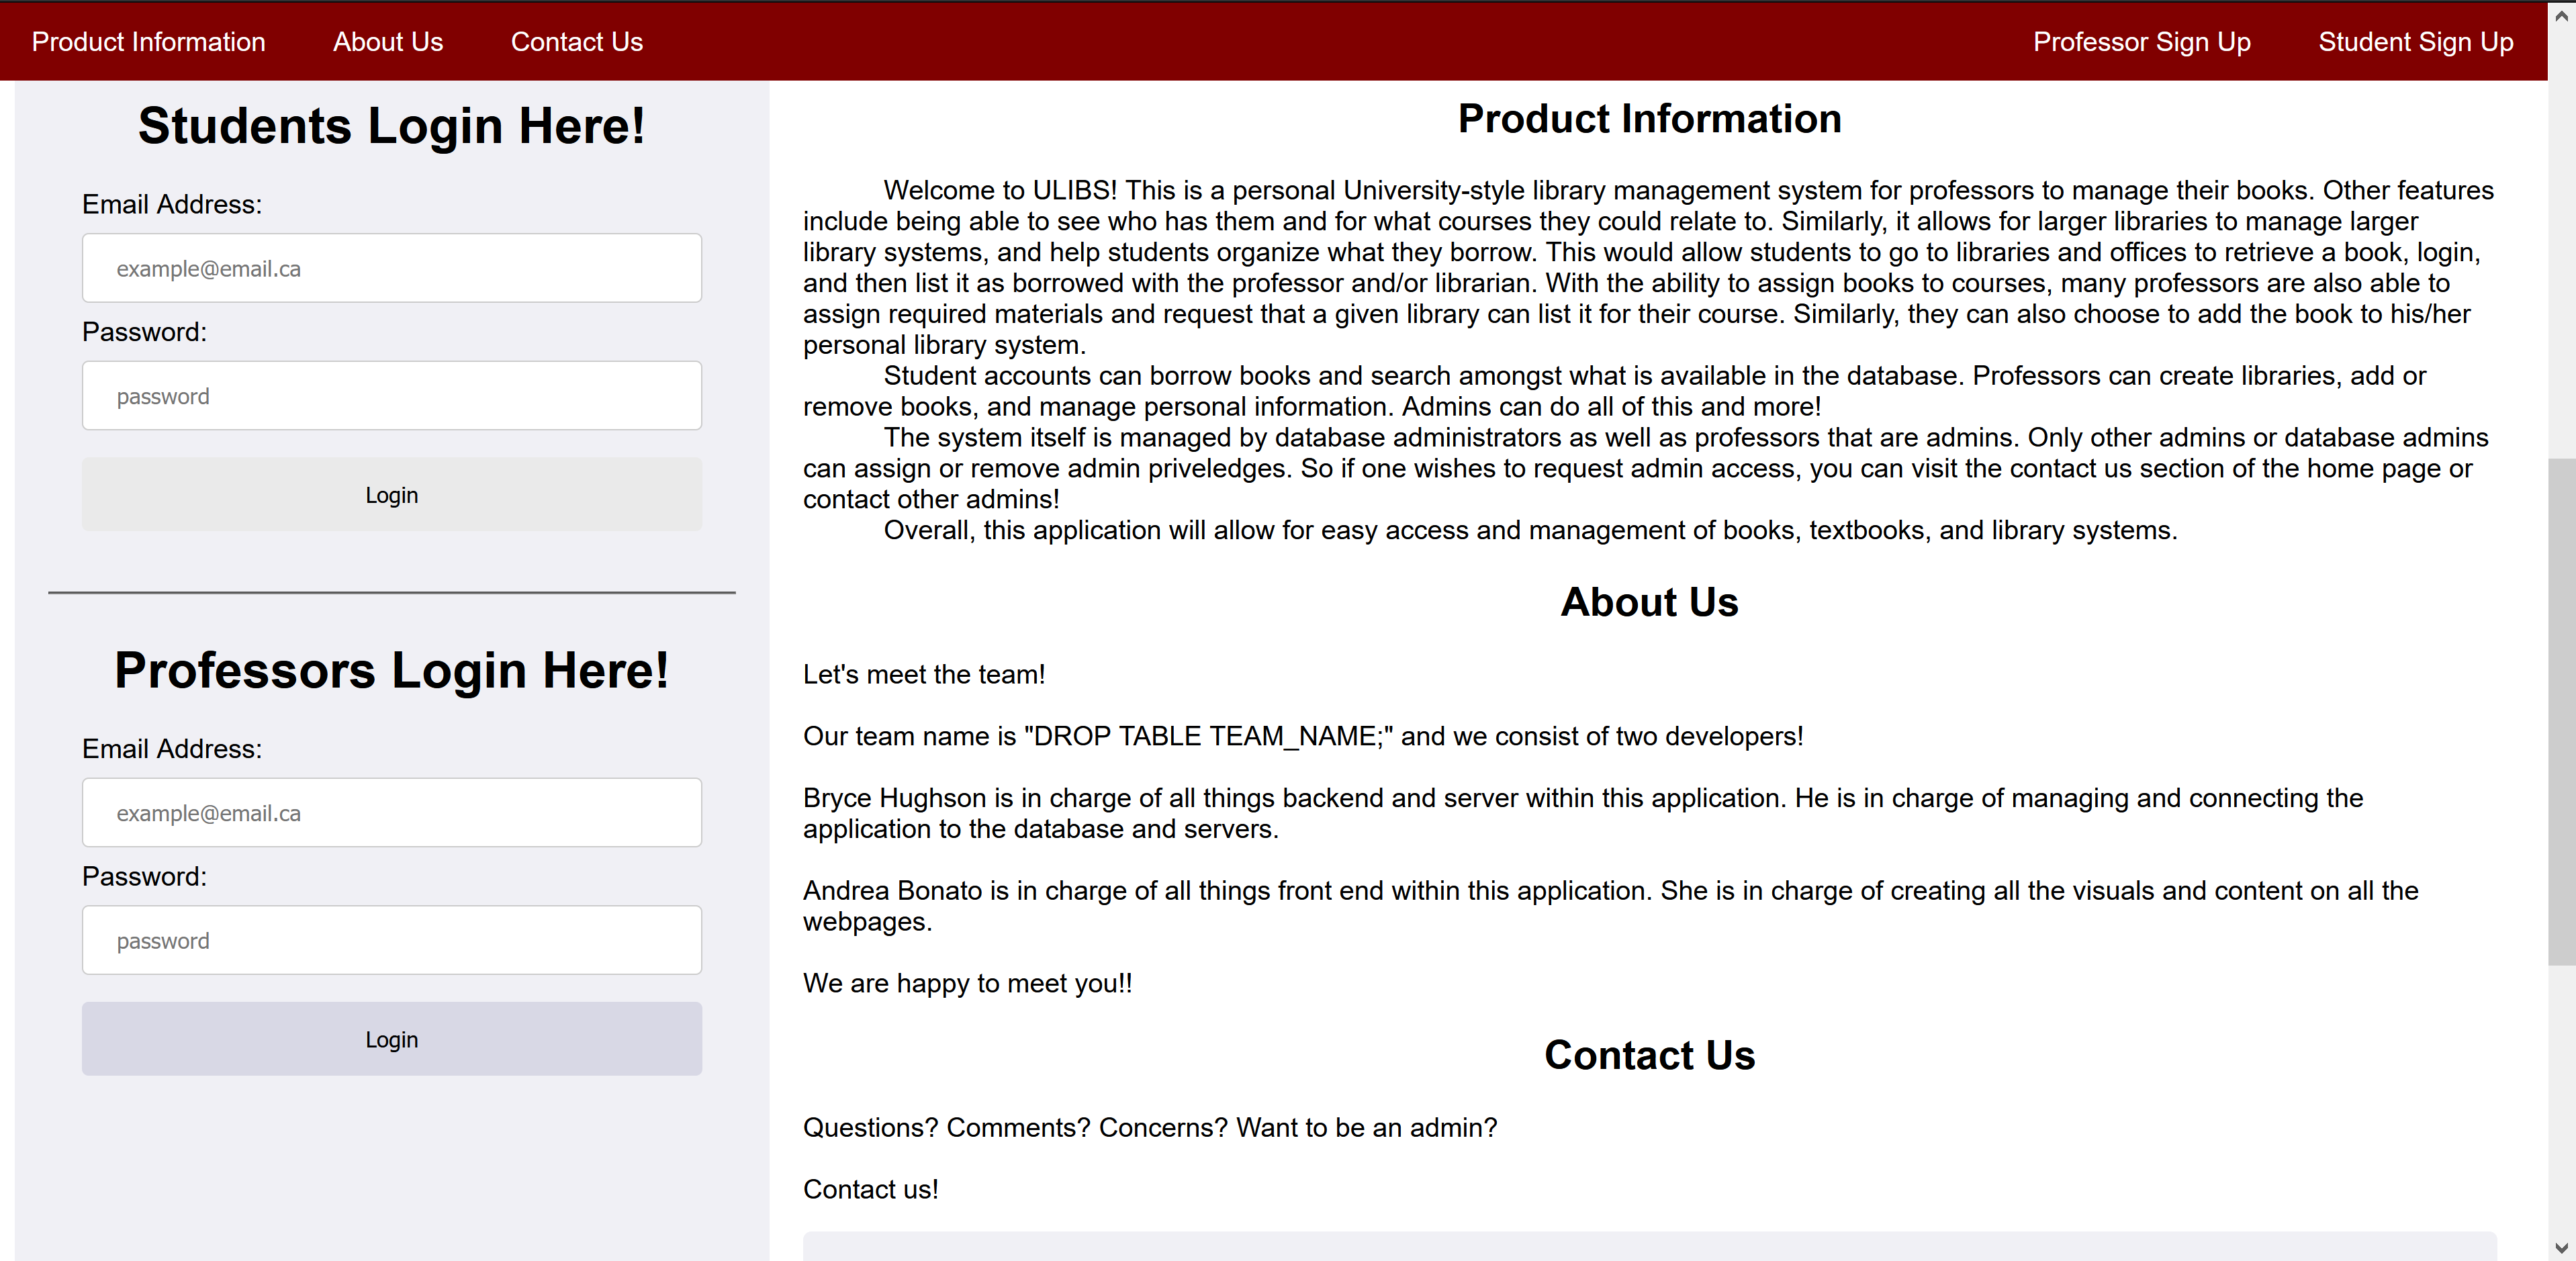 Product Information About Us Contact Us Professor Sign Up Student Sign Up
Students Login Here!
Email Address:
example@email.ca
Password:
password
Login
Professors Login Here!
Email Address:
example@email.ca
Password:
password
Login
Product Information
Welcome to ULIBS! This is a personal University-style library management system for professors to manage their books. Other features
include being able to see who has them and for what courses they could relate to. Similarly, it allows for larger libraries to manage larger
library systems, and help students organize what they borrow. This would allow students to go to libraries and offices to retrieve a book, login,
and then list it as borrowed with the professor and/or librarian. With the ability to assign books to courses, many professors are also able to
assign required materials and request that a given library can list it for their course. Similarly, they can also choose to add the book to his/her
personal library system.
Student accounts can borrow books and search amongst what is available in the database. Professors can create libraries, add or
remove books, and manage personal information. Admins can do all of this and more!
The system itself is managed by database administrators as well as professors that are admins. Only other admins or database admins
can assign or remove admin priveledges. So if one wishes to request admin access, you can visit the contact us section of the home page or
contact other admins!
Overall, this application will allow for easy access and management of books, textbooks, and library systems.
About Us
Let's meet the team!
Our team name is "DROP TABLE TEAM_NAME;" and we consist of two developers!
Bryce Hughson is in charge of all things backend and server within this application. He is in charge of managing and connecting the
application to the database and servers.
Andrea Bonato is in charge of all things front end within this application. She is in charge of creating all the visuals and content on all the
webpages.
We are happy to meet you!!
Contact Us
Questions? Comments? Concerns? Want to be an admin?
Contact us!